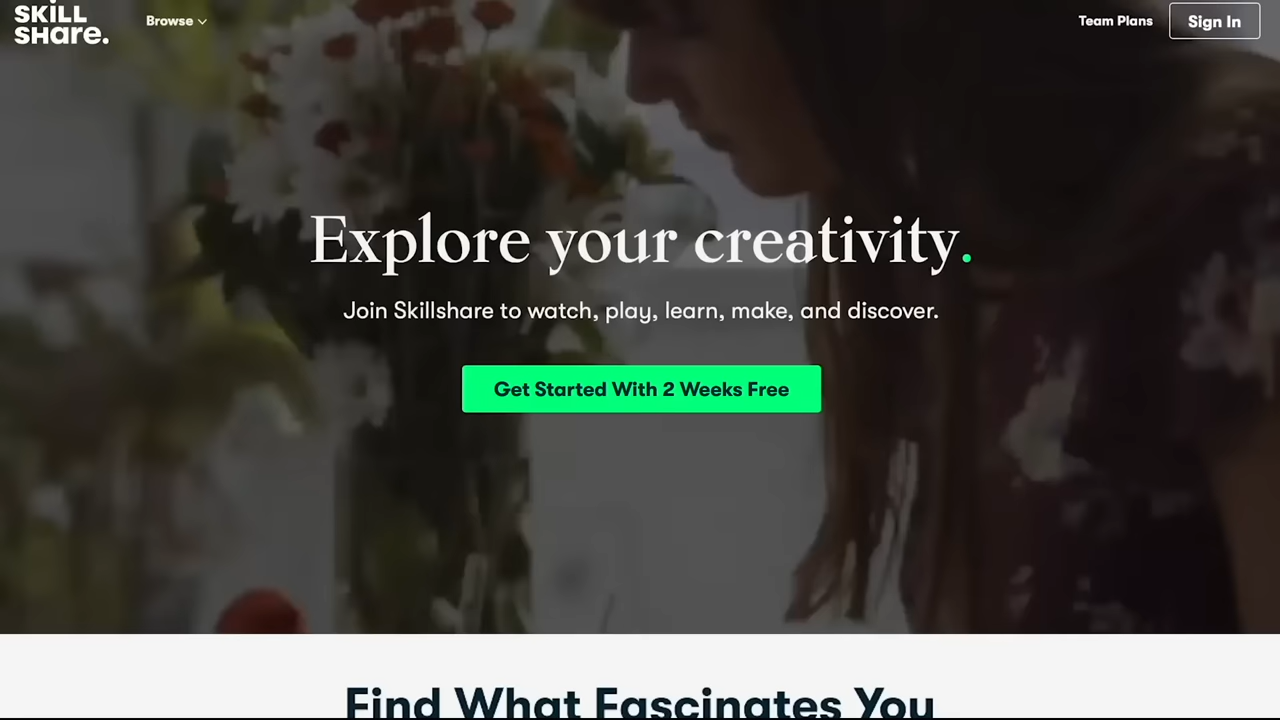 SKILL
SHare.
Browse
Team Plans
Sign In
Explore your creativity.
Join Skillshare to watch, play, learn, make, and discover.
Get Started With 2 Weeks Free
Find What Fascinates You